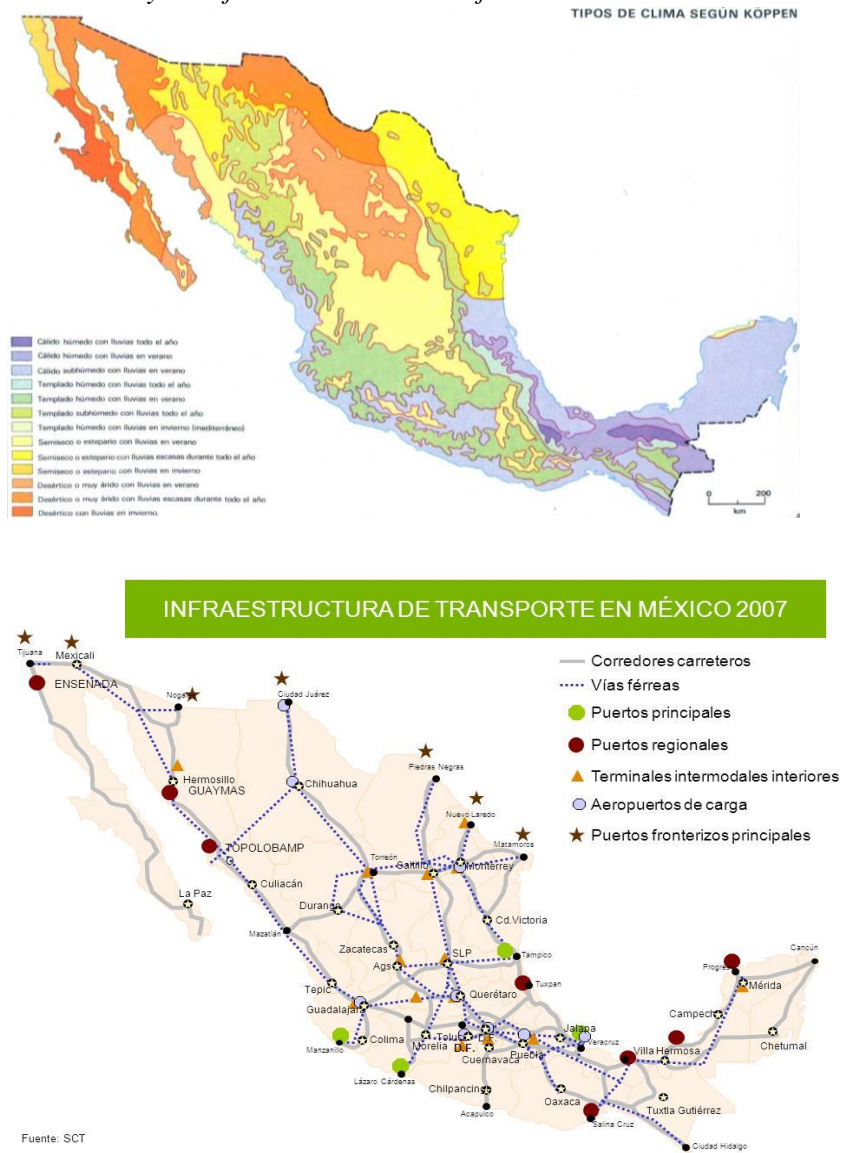 TIPOS DE CLIMA SEGÚN KÖPPEN
Cálido húmedo con lluvias todo el año
Cálido húmedo con lluvias en verano
Cálido subhúmedo con lluvias en verano
Templado húmedo con lluvias todo el año
Templado húmedo con lluvias en verano
Templado subhúmedo con lluvias todo el año
Templado húmedo con lluvias en invierno (mediterráneo)
Semiseco o estepario con lluvias en verano
Semiseco o estepario con lluvias escasas durante todo el año
Semiseco o estepario con lluvias en invierno
Desértico o muy árido con lluvias en verano
Desértico o muy árido con lluvias escasas durante todo el año
Desértico con lluvias en invierno
0 200
km
INFRAESTRUCTURA DE TRANSPORTE EN MÉXICO 2007
Corredores carreteros
Vías férreas
Puertos principales
Puertos regionales
Terminales intermodales interiores
Aeropuertos de carga
Puertos fronterizos principales
Tijuana
Mexicali
ENSENADA
Nogales
Ciudad Juárez
Hermosillo
GUAYMAS
Chihuahua
Piedras Negras
Nuevo Laredo
Matamoros
TOPOLOBAMP
O
Torreón
Saltillo
Monterrey
La Paz
Culiacán
Durango
Cd.Victoria
Mazatlán
Zacatecas
SLP
Tampico
Ags
Tepic
Querétaro
Tuxpan
Progreso
Cancún
Mérida
Guadalajara
Campeche
Colima
Morelia
Toluca
D.F.
Jalapa
Veracruz
Manzanillo
Cuernavaca
Puebla
Villa Hermosa
Chetumal
Lázaro Cárdenas
Chilpancingo
Oaxaca
Tuxtla Gutiérrez
Acapulco
Salina Cruz
Ciudad Hidalgo
Fuente: SCT